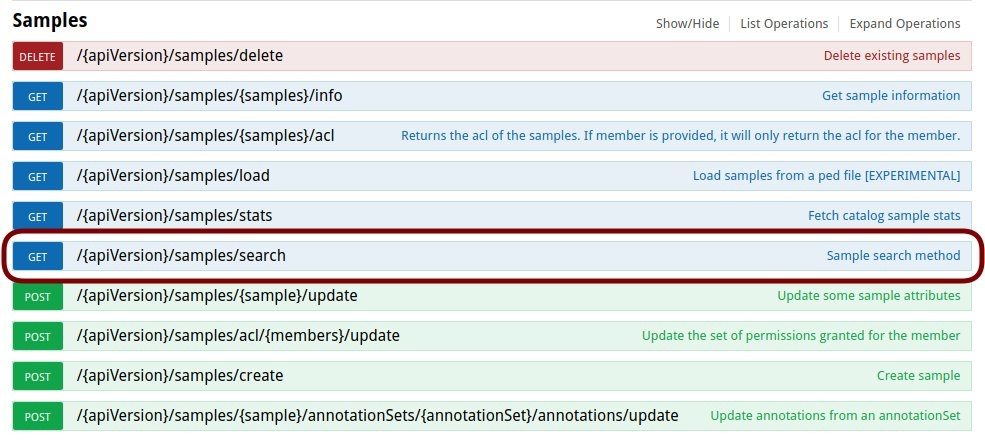 Samples Show/Hide List Operations Expand Operations
DELETE /{apiVersion}/samples/delete Delete existing samples
GET /{apiVersion}/samples/{samples}/info Get sample information
GET /{apiVersion}/samples/{samples}/acl Returns the acl of the samples. If member is provided, it will only return the acl for the member.
GET /{apiVersion}/samples/load Load samples from a ped file [EXPERIMENTAL]
GET /{apiVersion}/samples/stats Fetch catalog sample stats
GET /{apiVersion}/samples/search Sample search method
POST /{apiVersion}/samples/{sample}/update Update some sample attributes
POST /{apiVersion}/samples/acl/{members}/update Update the set of permissions granted for the member
POST /{apiVersion}/samples/create Create sample
POST /{apiVersion}/samples/{sample}/annotationSets/{annotationSet}/annotations/update Update annotations from an annotationSet